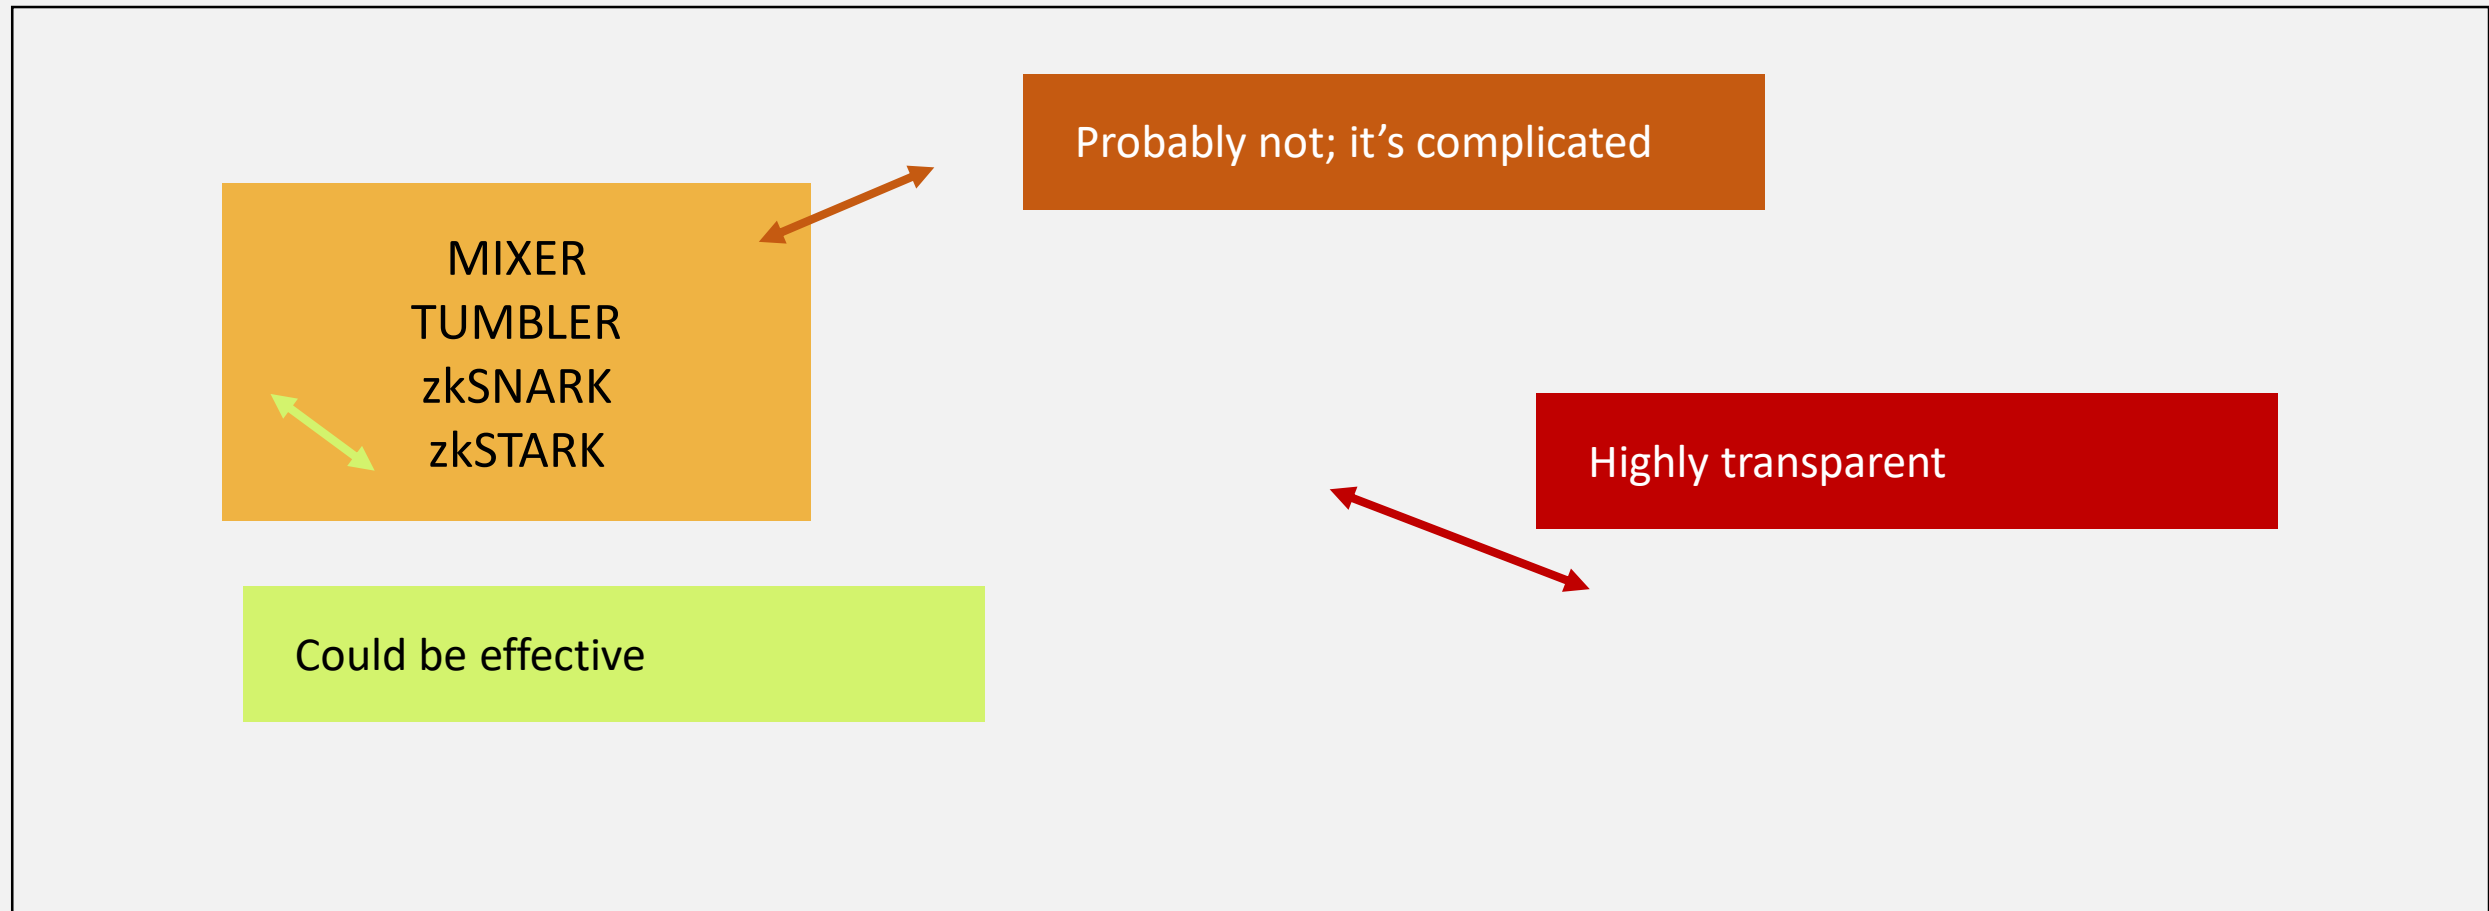 Probably not; it’s complicated
MIXER
TUMBLER
zkSNARK
zkSTARK
Highly transparent
Could be effective